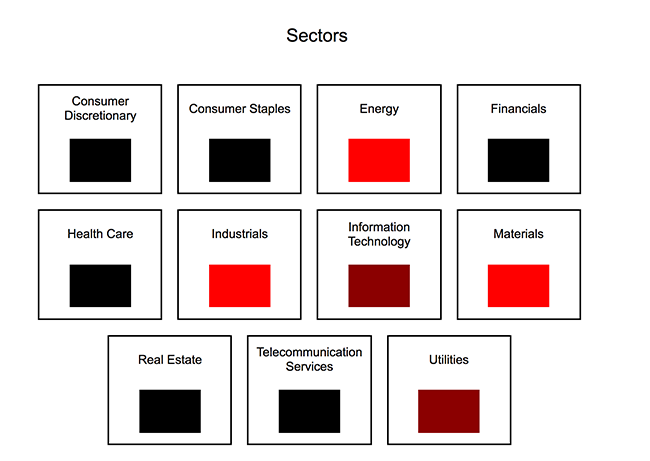 Sectors
Consumer
Discretionary
Consumer Staples
Energy
Financials
Health Care
Industrials
Information
Technology
Materials
Real Estate
Telecommunication
Services
Utilities